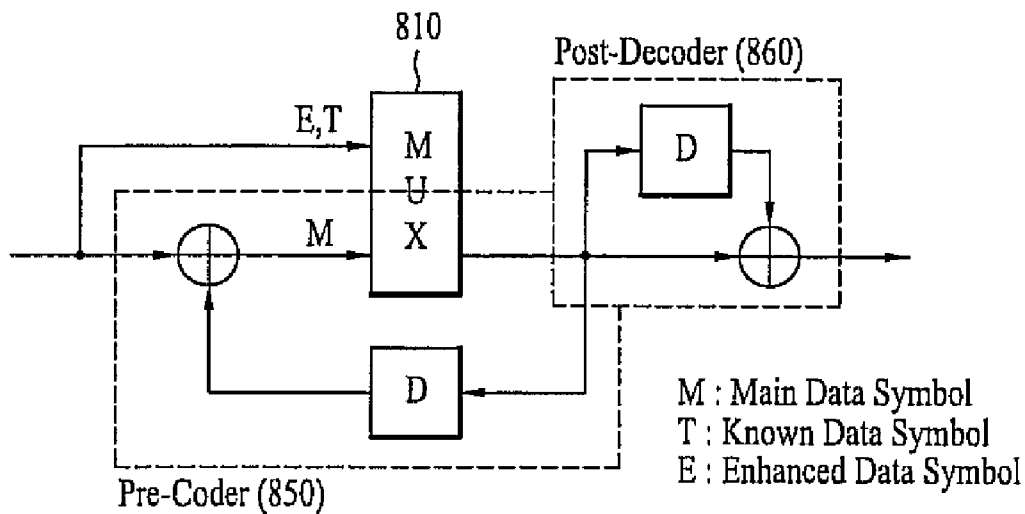 810
Post-Decoder (860)
E,T
M
U
X
D
M
D
Pre-Coder (850)
M : Main Data Symbol
T : Known Data Symbol
E : Enhanced Data Symbol